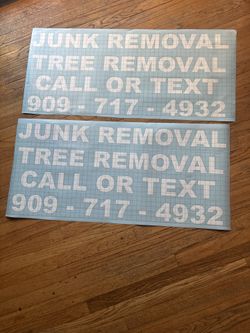 JUNK REMOVAL
TREE REMOVAL
CALL OR TEXT
909 - 717 - 4932
JUNK REMOVAL
TREE REMOVAL
CALL OR TEXT
909 - 717 - 4932